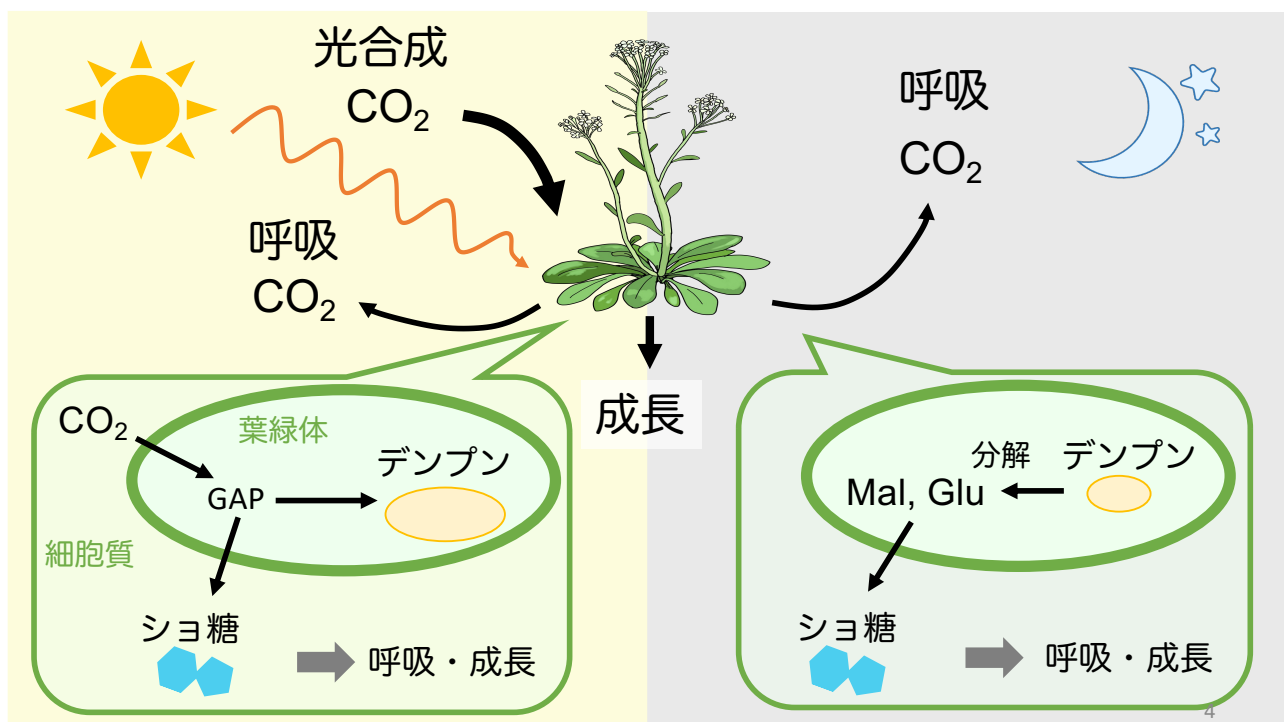 光合成
CO₂
呼吸
CO₂
呼吸
CO₂
成長
CO₂
葉緑体
デンプン
GAP
細胞質
ショ糖
呼吸・成長
分解
デンプン
Mal, Glu
ショ糖
呼吸・成長
4